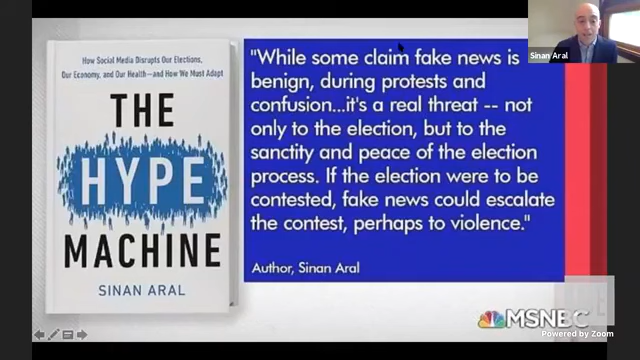 How Social Media Disrupts Our Elections,
Our Economy, and Our Health—and How We Must Adapt
THE
HYPE
MACHINE
SINAN ARAL
"While some claim fake news is
benign, during protests and
confusion...it's a real threat -- not
only to the election, but to the
sanctity and peace of the election
process. If the election were to be
contested, fake news could escalate
the contest, perhaps to violence."
Author, Sinan Aral
Sinan Aral
MSNBC
Powered by Zoom